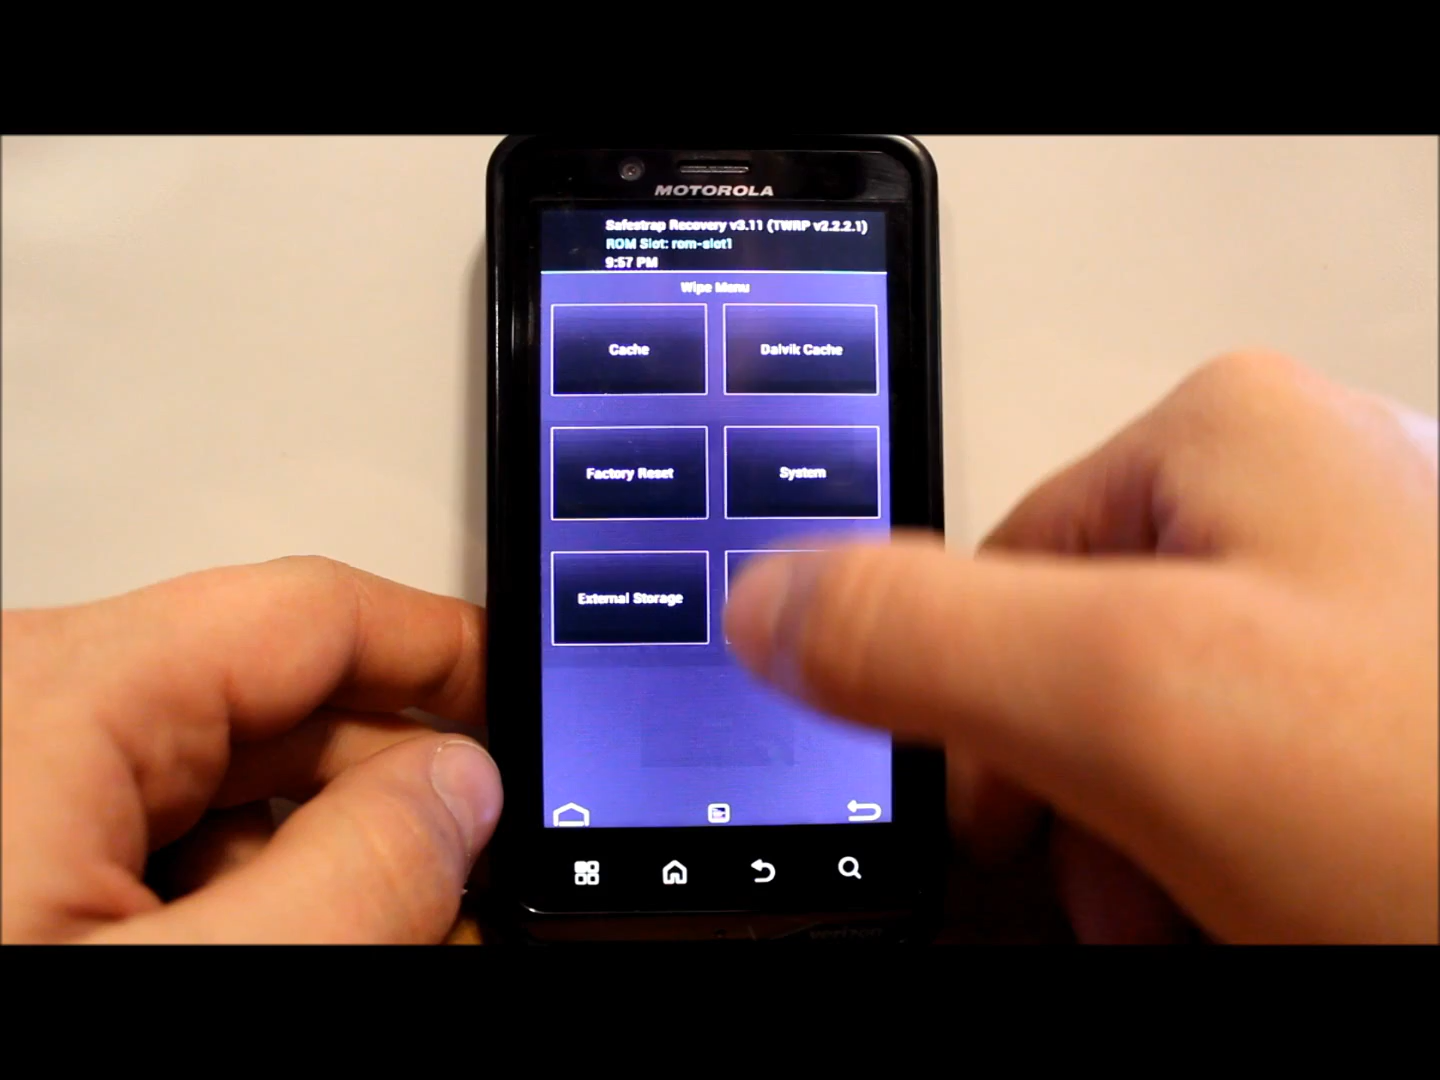 MOTOROLA
Safestrap Recovery v3.11 (TWRP v2.2.2.1)
ROM Slot: rom-slot1
9:57 PM
Wipe Menu
Cache
Dalvik Cache
Factory Reset
System
External Storage
verizon